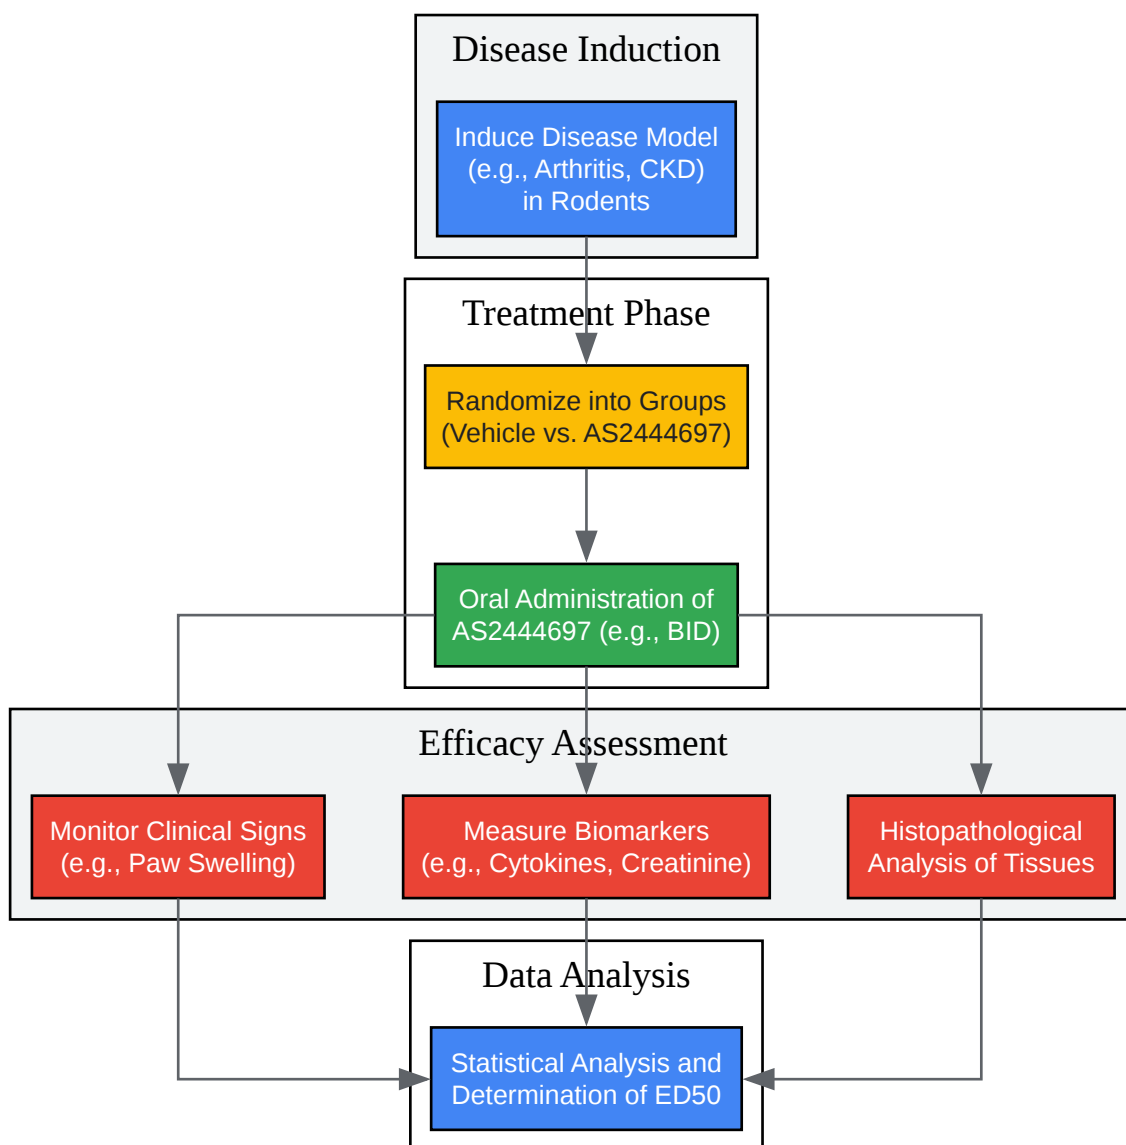 Disease Induction
Induce Disease Model
(e.g., Arthritis, CKD)
in Rodents
Treatment Phase
Randomize into Groups
(Vehicle vs. AS2444697)
Oral Administration of
AS2444697 (e.g., BID)
Efficacy Assessment
Monitor Clinical Signs
(e.g., Paw Swelling)
Measure Biomarkers
(e.g., Cytokines, Creatinine)
Histopathological
Analysis of Tissues
Data Analysis
Statistical Analysis and
Determination of ED50